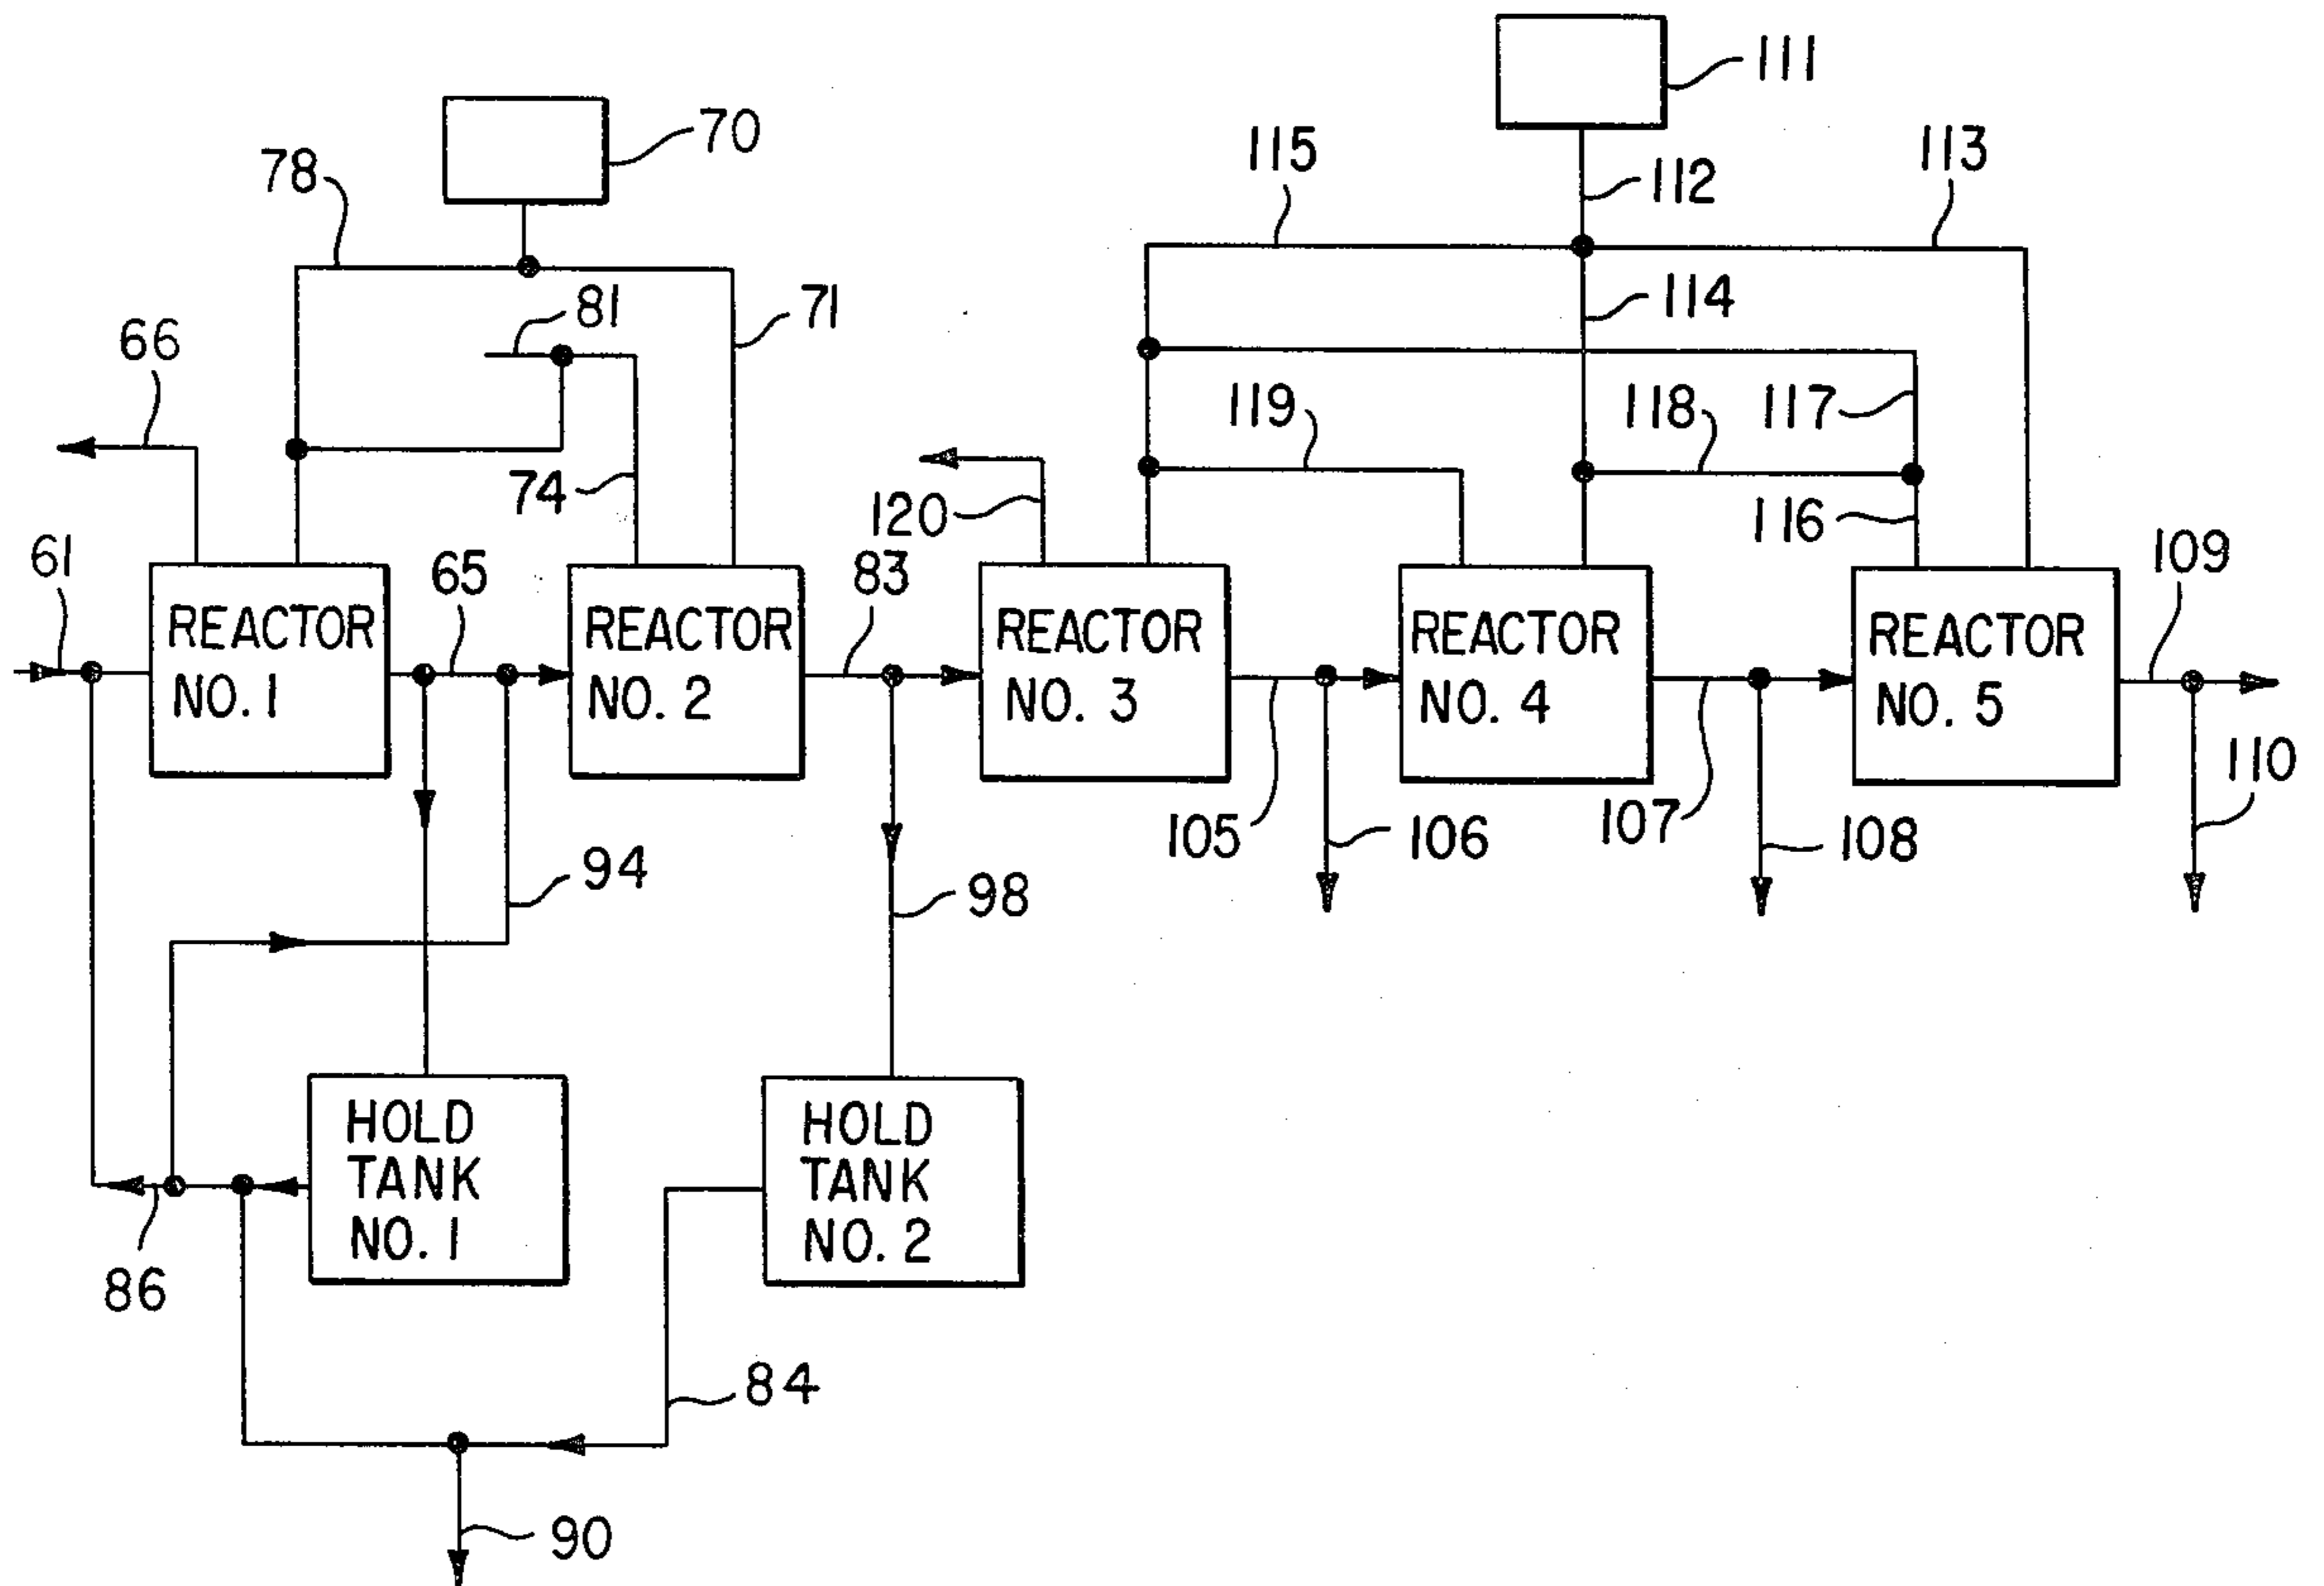 111
70
115
113
78
112
81
71
114
66
119
118
117
74
120
116
61
65
83
109
REACTOR
NO. 1
REACTOR
NO. 2
REACTOR
NO. 3
REACTOR
NO. 4
REACTOR
NO. 5
110
105
106
107
108
94
98
HOLD
TANK
NO. 1
HOLD
TANK
NO. 2
86
84
90